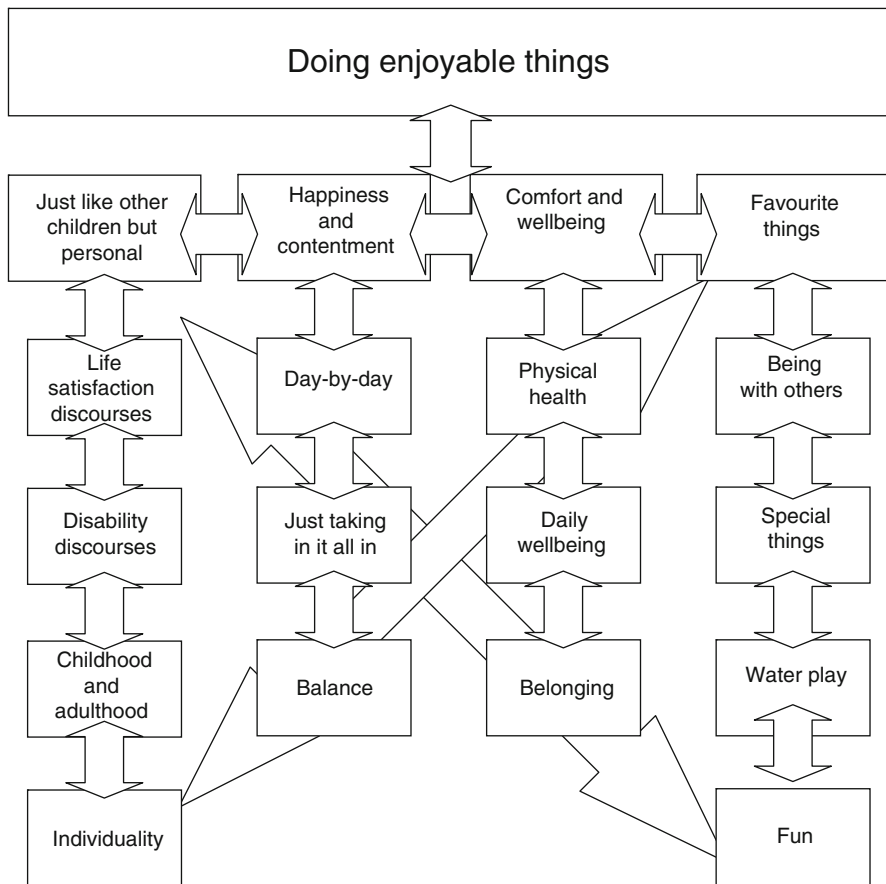 Doing enjoyable things
Just like other
children but
personal
Happiness
and
contentment
Comfort and
wellbeing
Favourite
things
Life
satisfaction
discourses
Day-by-day
Physical
health
Being
with others
Disability
discourses
Just taking
in it all in
Daily
wellbeing
Special
things
Childhood
and
adulthood
Balance
Belonging
Water play
Individuality
Fun